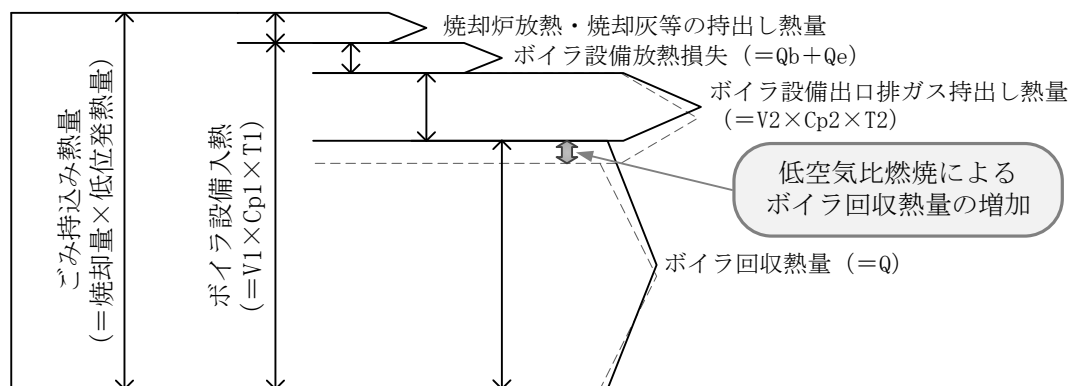 焼却炉放熱・焼却灰等の持出し熱量
ボイラ設備放熱損失（＝Qb＋Qe）
ボイラ設備出口排ガス持出し熱量
（＝V2×Cp2×T2）
低空気比燃焼による
ボイラ回収熱量の増加
ボイラ回収熱量（＝Q）
ごみ持込み熱量
（＝焼却量×低位発熱量）
ボイラ設備入熱
（＝V1×Cp1×T1）